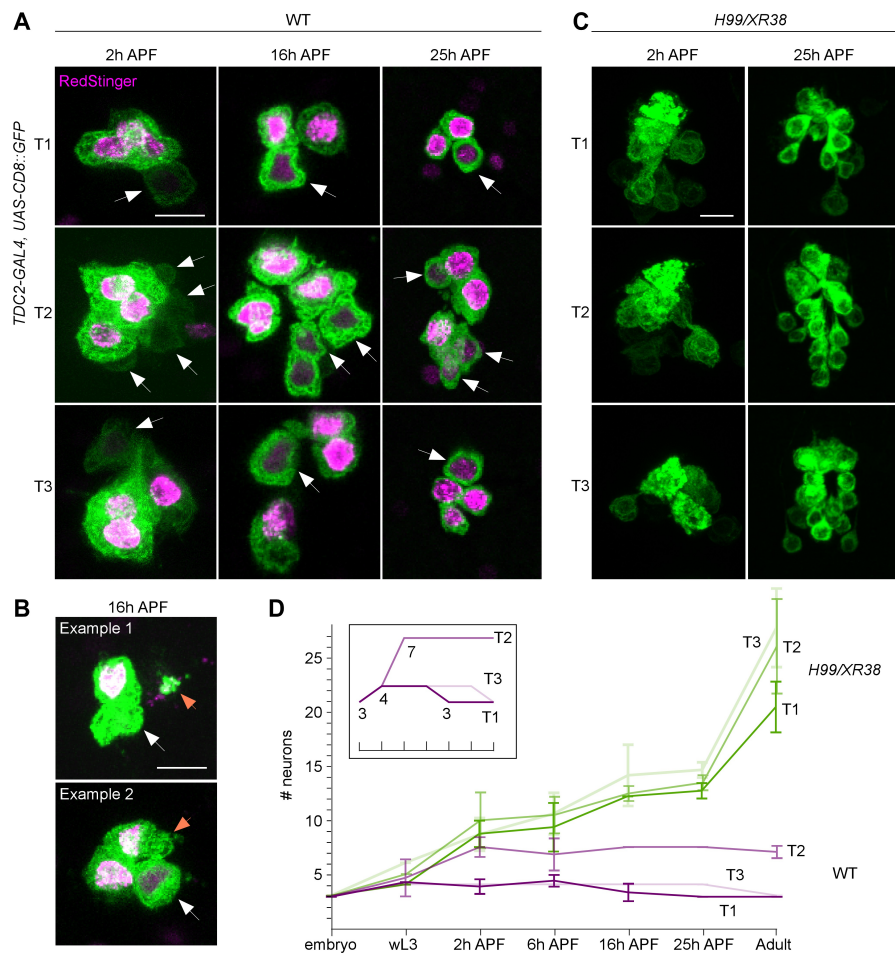 A
WT
2h APF
16h APF
25h APF
TDC2-GAL4, UAS-CD8::GFP
RedStinger
T1
T2
T3
C
H99/XR38
2h APF
25h APF
T1
T2
T3
B
16h APF
Example 1
Example 2
D
# neurons
25
20
15
10
5
embryo
wL3
2h APF
6h APF
16h APF
25h APF
Adult
T2
7
T3
4
3
3
T1
T3
T2
H99/XR38
T1
T2
WT
T3
T1